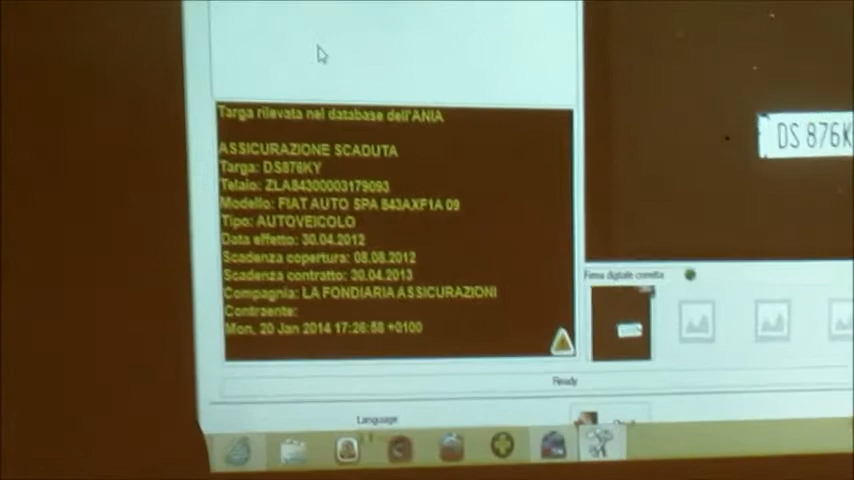 Targa rilevata nel database dell'ANIA
ASSICURAZIONE SCADUTA
Targa: DS876KY
Telaio: ZLA84300003179093
Modello: FIAT AUTO SPA 843AXF1A 09
Tipo: AUTOVEICOLO
Data effetto: 30.04.2012
Scadenza copertura: 08.08.2012
Scadenza contratto: 30.04.2013
Compagnia: LA FONDIARIA ASSICURAZIONI
Contraente:
Mon, 20 Jan 2014 17:26:58 +0100
DS 876K
Firma digitale corretta
Ready
Language